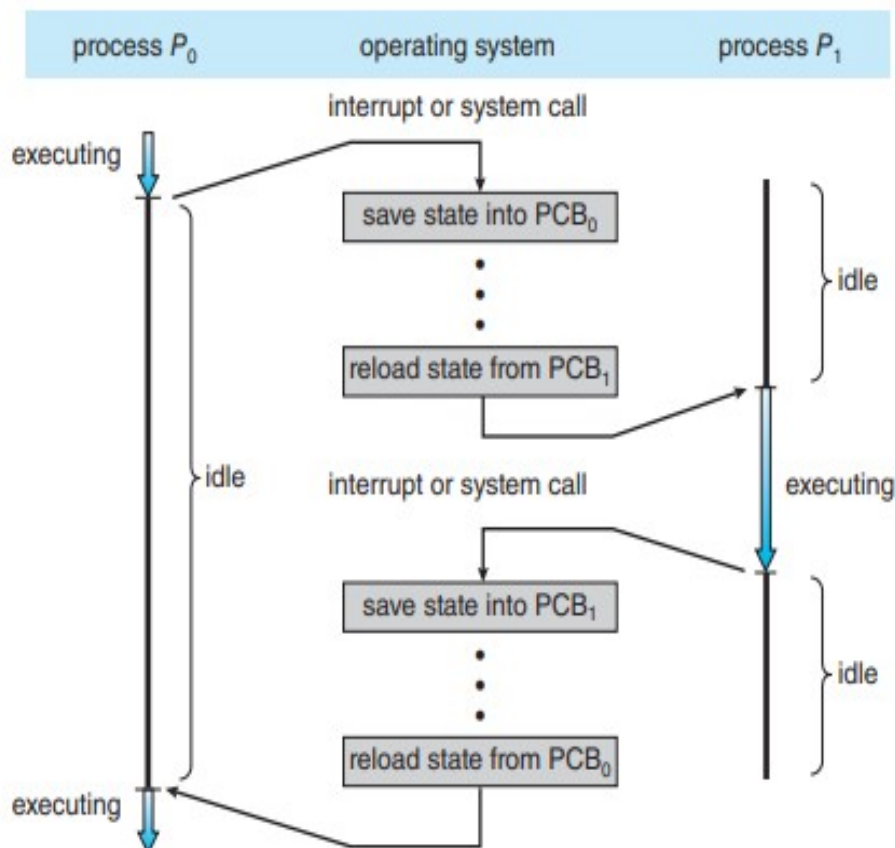 process P₀ operating system process P₁
interrupt or system call
executing
save state into PCB₀
idle
reload state from PCB₁
idle
interrupt or system call
executing
save state into PCB₁
idle
reload state from PCB₀
executing